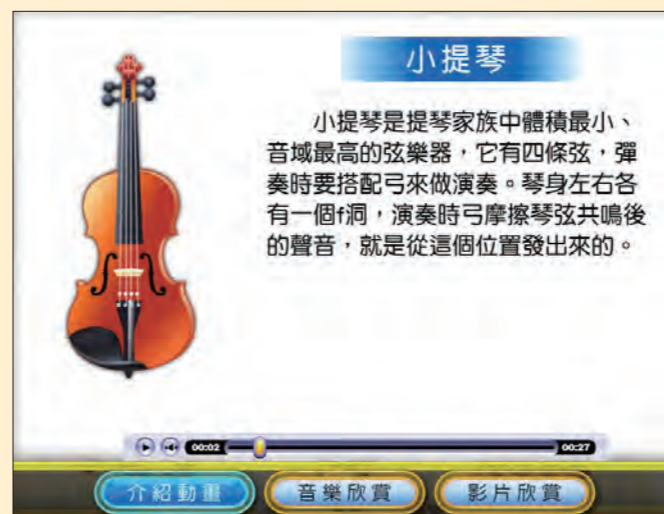 小提琴
小提琴是提琴家族中體積最小、
音域最高的弦樂器，它有四條弦，彈
奏時要搭配弓來做演奏。琴身左右各
有一個f洞，演奏時弓摩擦琴弦共鳴後
的聲音，就是從這個位置發出來的。
00:02 00:27
介紹動畫 音樂欣賞 影片欣賞